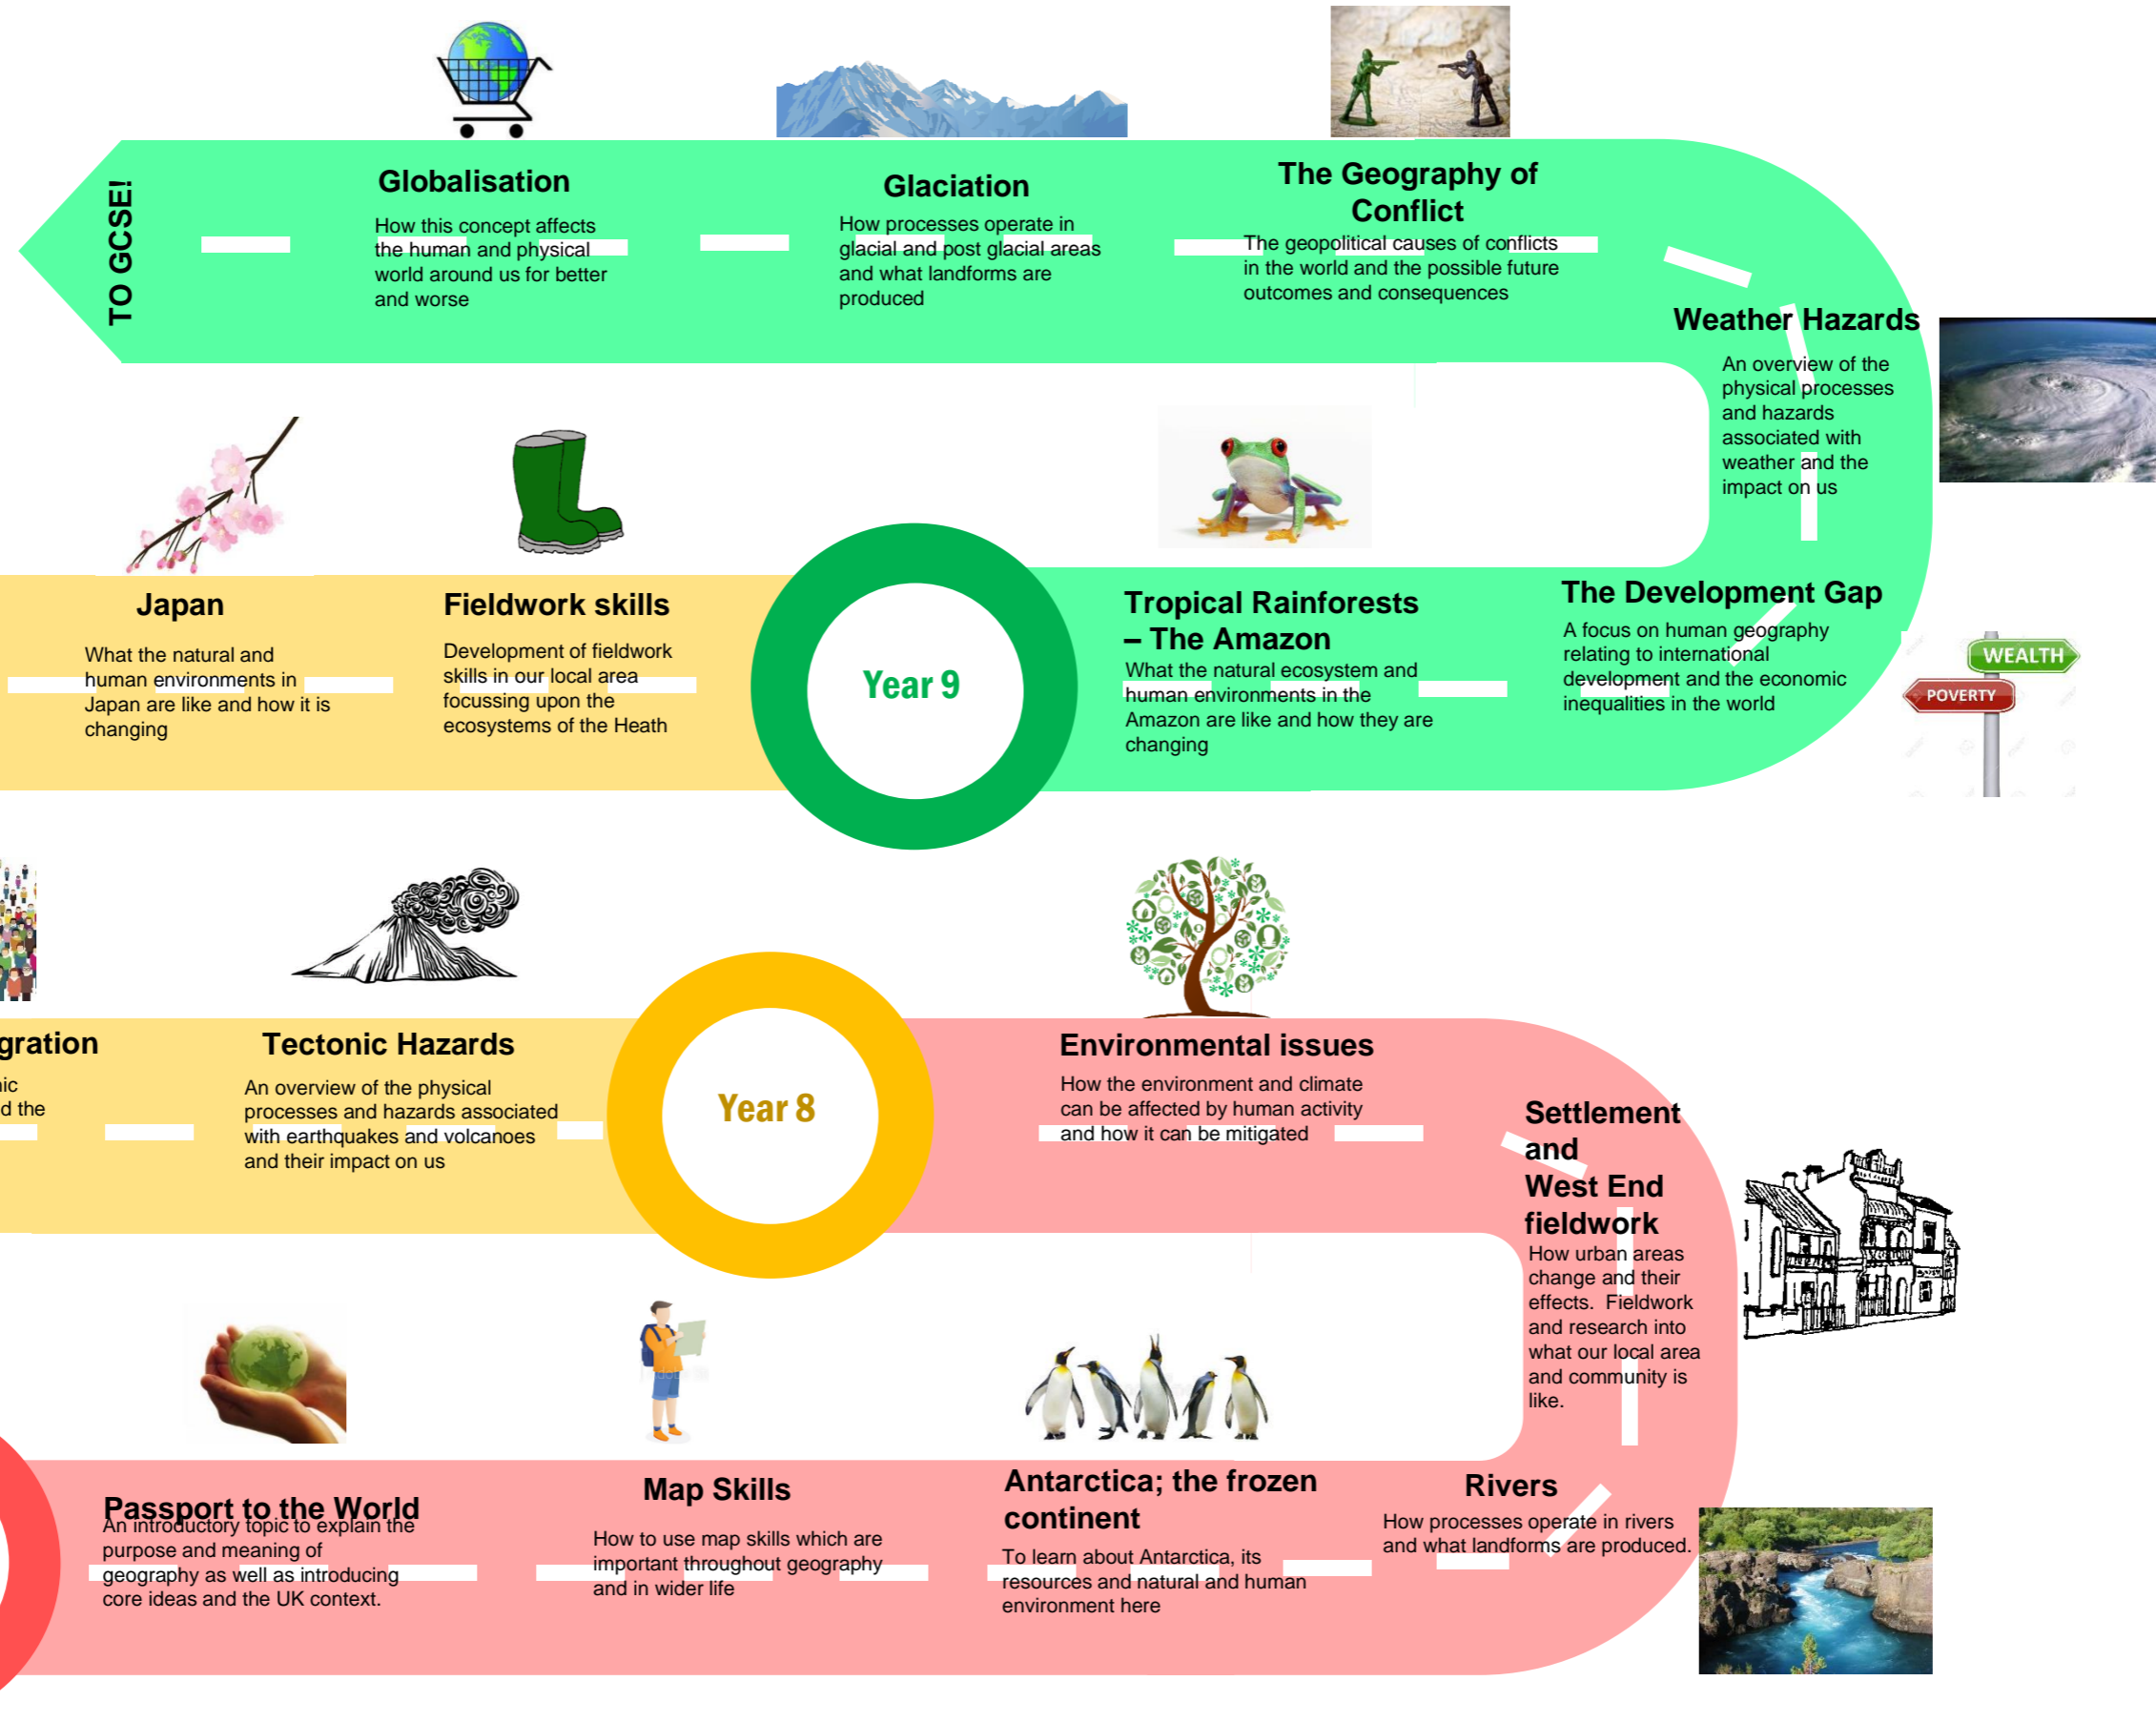 TO GCSE!
Globalisation
How this concept affects
the human and physical
world around us for better
and worse
Glaciation
How processes operate in
glacial and post glacial areas
and what landforms are
produced
The Geography of
Conflict
The geopolitical causes of conflicts
in the world and the possible future
outcomes and consequences
Weather Hazards
An overview of the
physical processes
and hazards
associated with
weather and the
impact on us
Japan
What the natural and
human environments in
Japan are like and how it is
changing
Fieldwork skills
Development of fieldwork
skills in our local area
focussing upon the
ecosystems of the Heath
Year 9
Tropical Rainforests
– The Amazon
What the natural ecosystem and
human environments in the
Amazon are like and how they are
changing
The Development Gap
A focus on human geography
relating to international
development and the economic
inequalities in the world
WEALTH
POVERTY
gration
ic
d the
Tectonic Hazards
An overview of the physical
processes and hazards associated
with earthquakes and volcanoes
and their impact on us
Year 8
Environmental issues
How the environment and climate
can be affected by human activity
and how it can be mitigated
Settlement
and
West End
fieldwork
How urban areas
change and their
effects.  Fieldwork
and research into
what our local area
and community is
like.
Passport to the World
An introductory topic to explain the
purpose and meaning of
geography as well as introducing
core ideas and the UK context.
Map Skills
How to use map skills which are
important throughout geography
and in wider life
Antarctica; the frozen
continent
To learn about Antarctica, its
resources and natural and human
environment here
Rivers
How processes operate in rivers
and what landforms are produced.